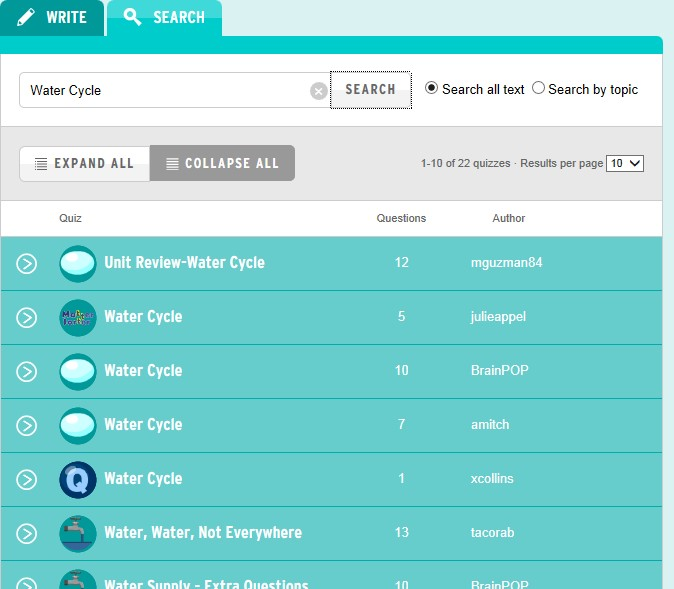 WRITE SEARCH
Water Cycle SEARCH Search all text Search by topic
EXPAND ALL COLLAPSE ALL 1-10 of 22 quizzes · Results per page 10
Quiz Questions Author
Unit Review-Water Cycle 12 mguzman84
Water Cycle 5 julieappel
Water Cycle 10 BrainPOP
Water Cycle 7 amitch
Q Water Cycle 1 xcollins
Water, Water, Not Everywhere 13 tacorab
Water Supply - Extra Questions 10 BrainPOP